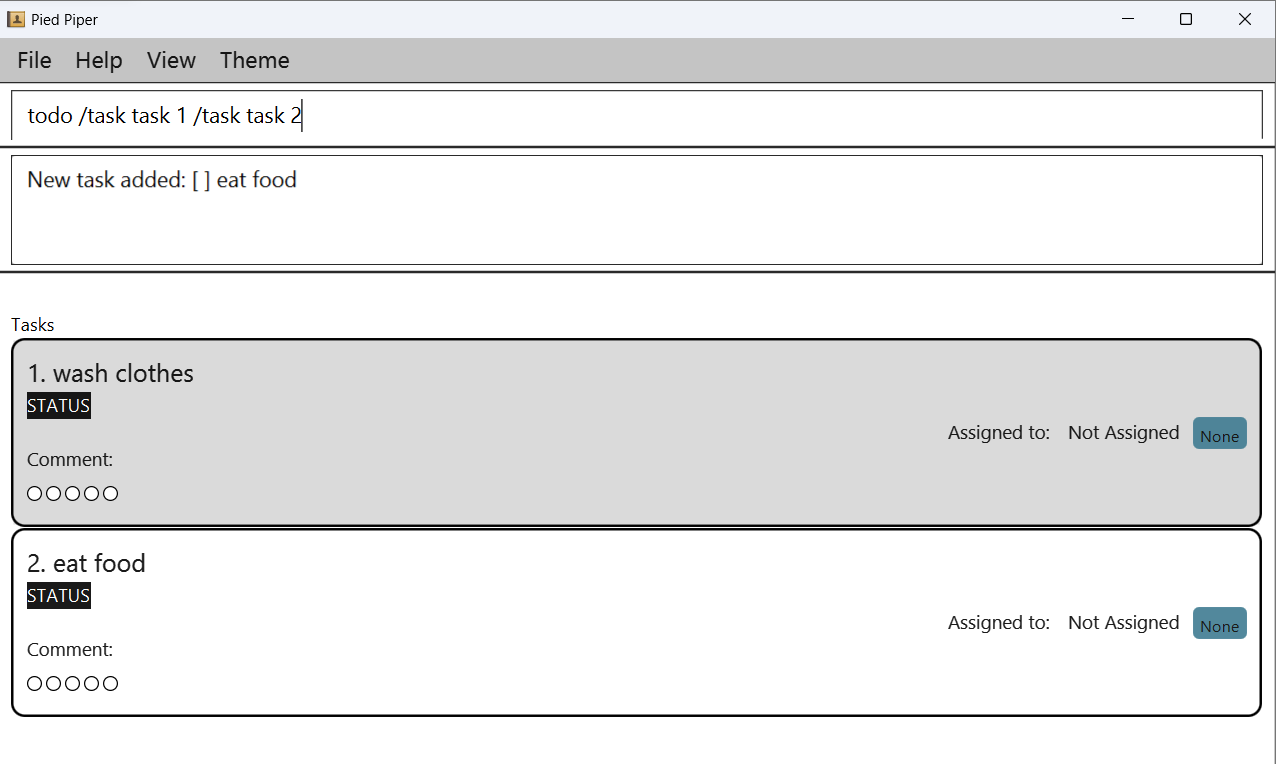 Pied Piper
File Help View Theme
todo /task task 1 /task task 2
New task added: [ ] eat food
Tasks
1. wash clothes
STATUS
Assigned to: Not Assigned None
Comment:
2. eat food
STATUS
Assigned to: Not Assigned None
Comment: